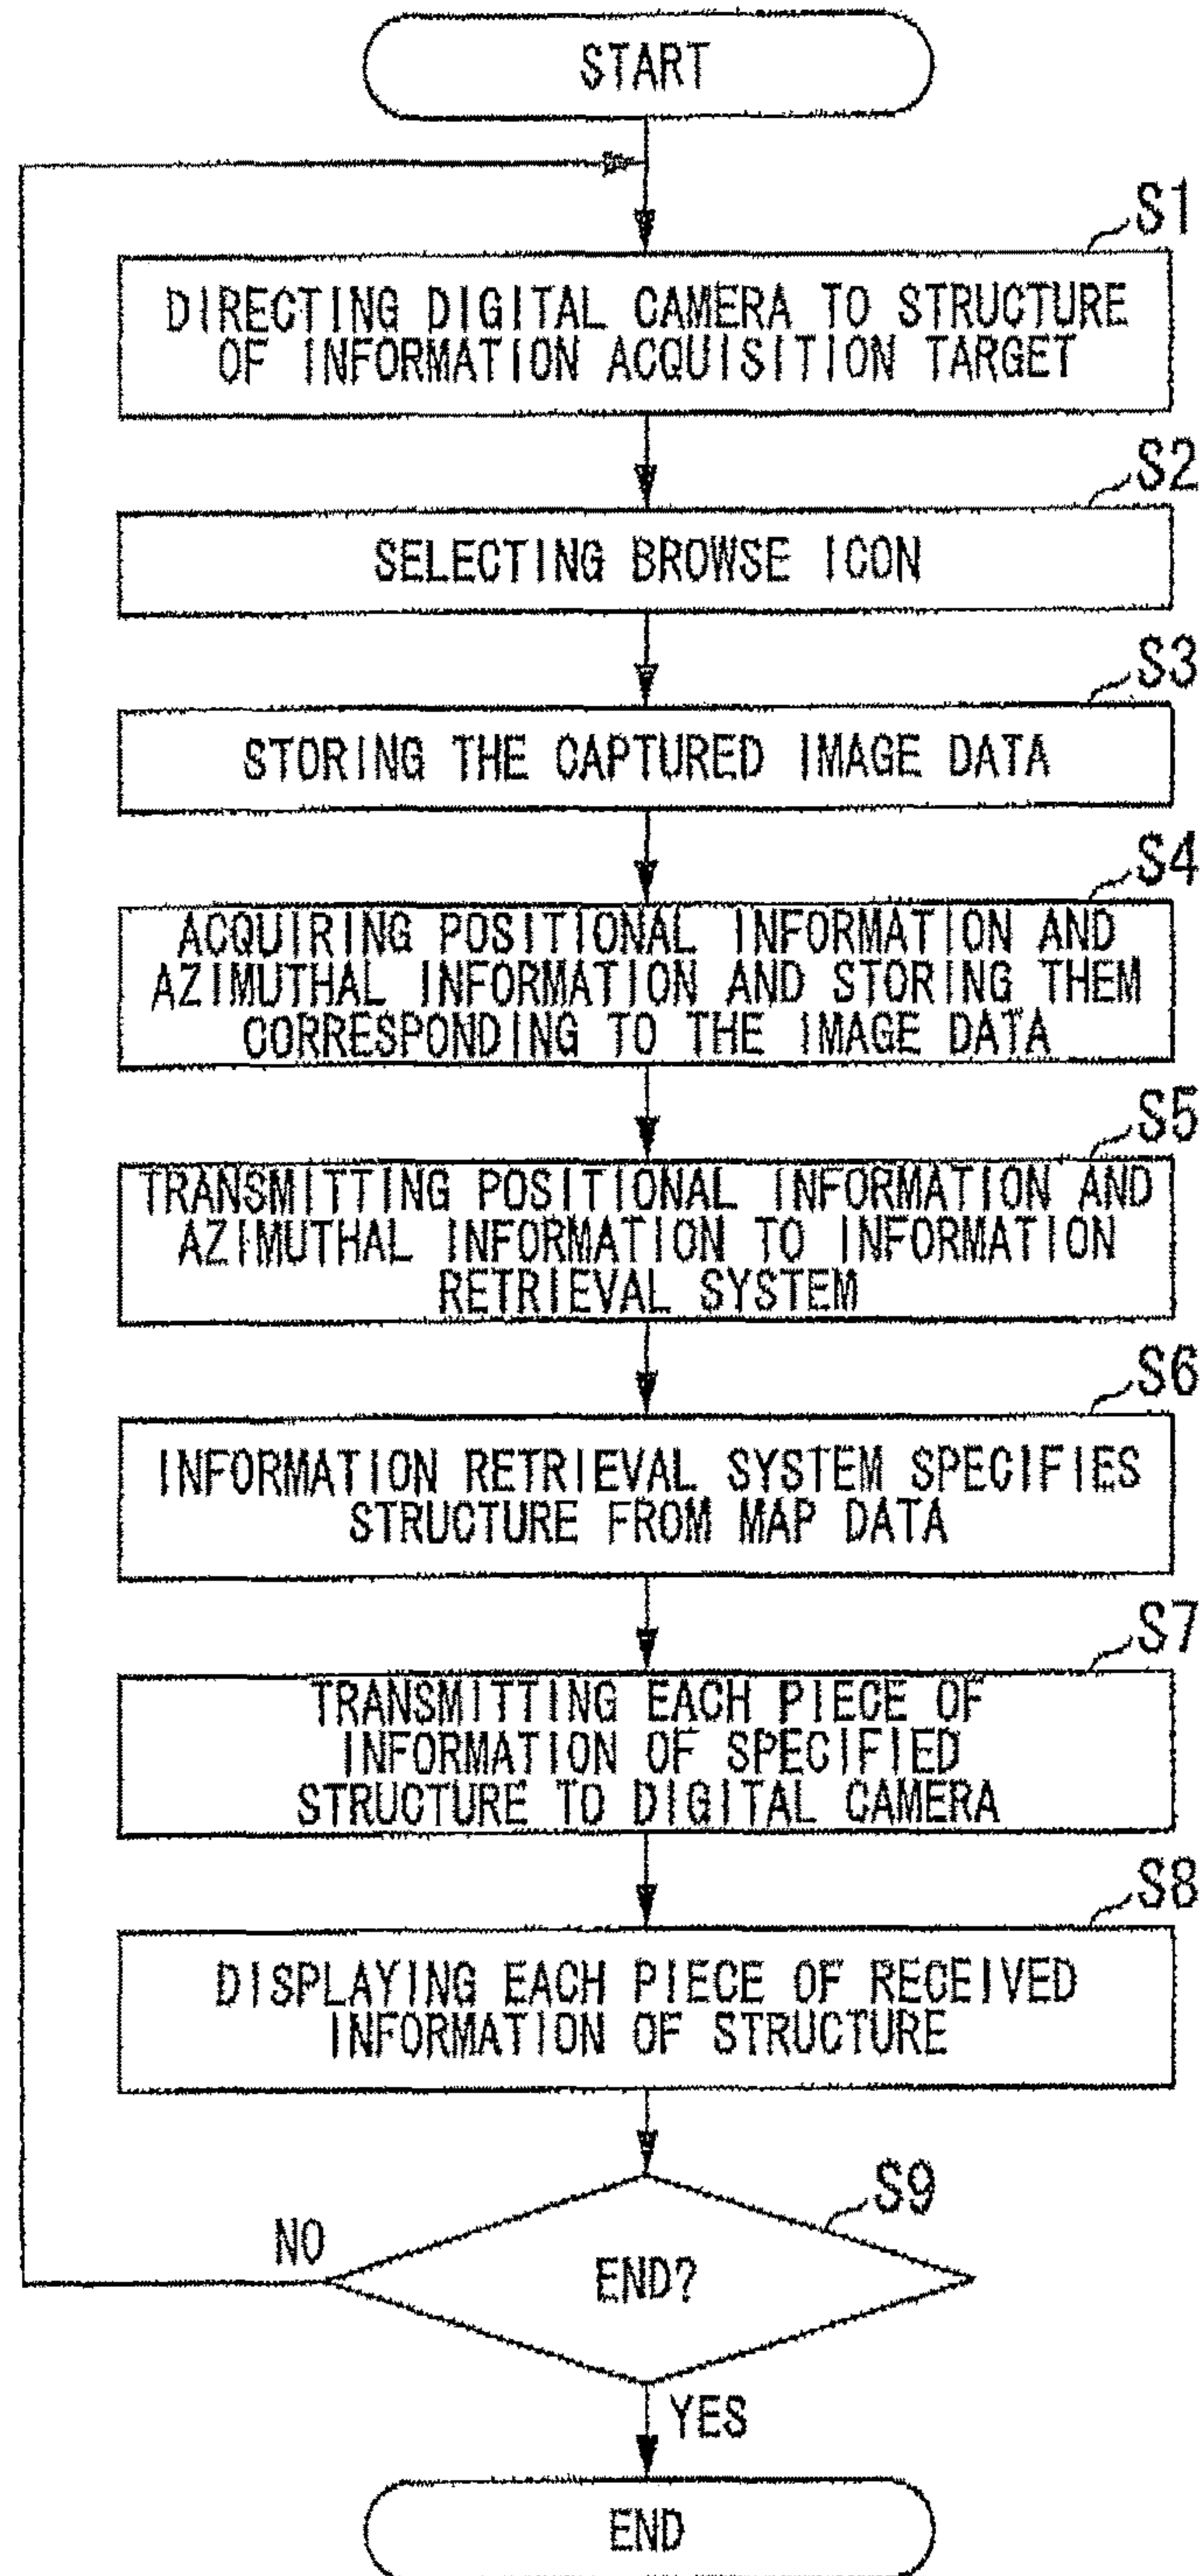 START
S1
DIRECTING DIGITAL CAMERA TO STRUCTURE
OF INFORMATION ACQUISITION TARGET
S2
SELECTING BROWSE ICON
S3
STORING THE CAPTURED IMAGE DATA
S4
ACQUIRING POSITIONAL INFORMATION AND
AZIMUTHAL INFORMATION AND STORING THEM
CORRESPONDING TO THE IMAGE DATA
S5
TRANSMITTING POSITIONAL INFORMATION AND
AZIMUTHAL INFORMATION TO INFORMATION
RETRIEVAL SYSTEM
S6
INFORMATION RETRIEVAL SYSTEM SPECIFIES
STRUCTURE FROM MAP DATA
S7
TRANSMITTING EACH PIECE OF
INFORMATION OF SPECIFIED
STRUCTURE TO DIGITAL CAMERA
S8
DISPLAYING EACH PIECE OF RECEIVED
INFORMATION OF STRUCTURE
S9
NO
END?
YES
END